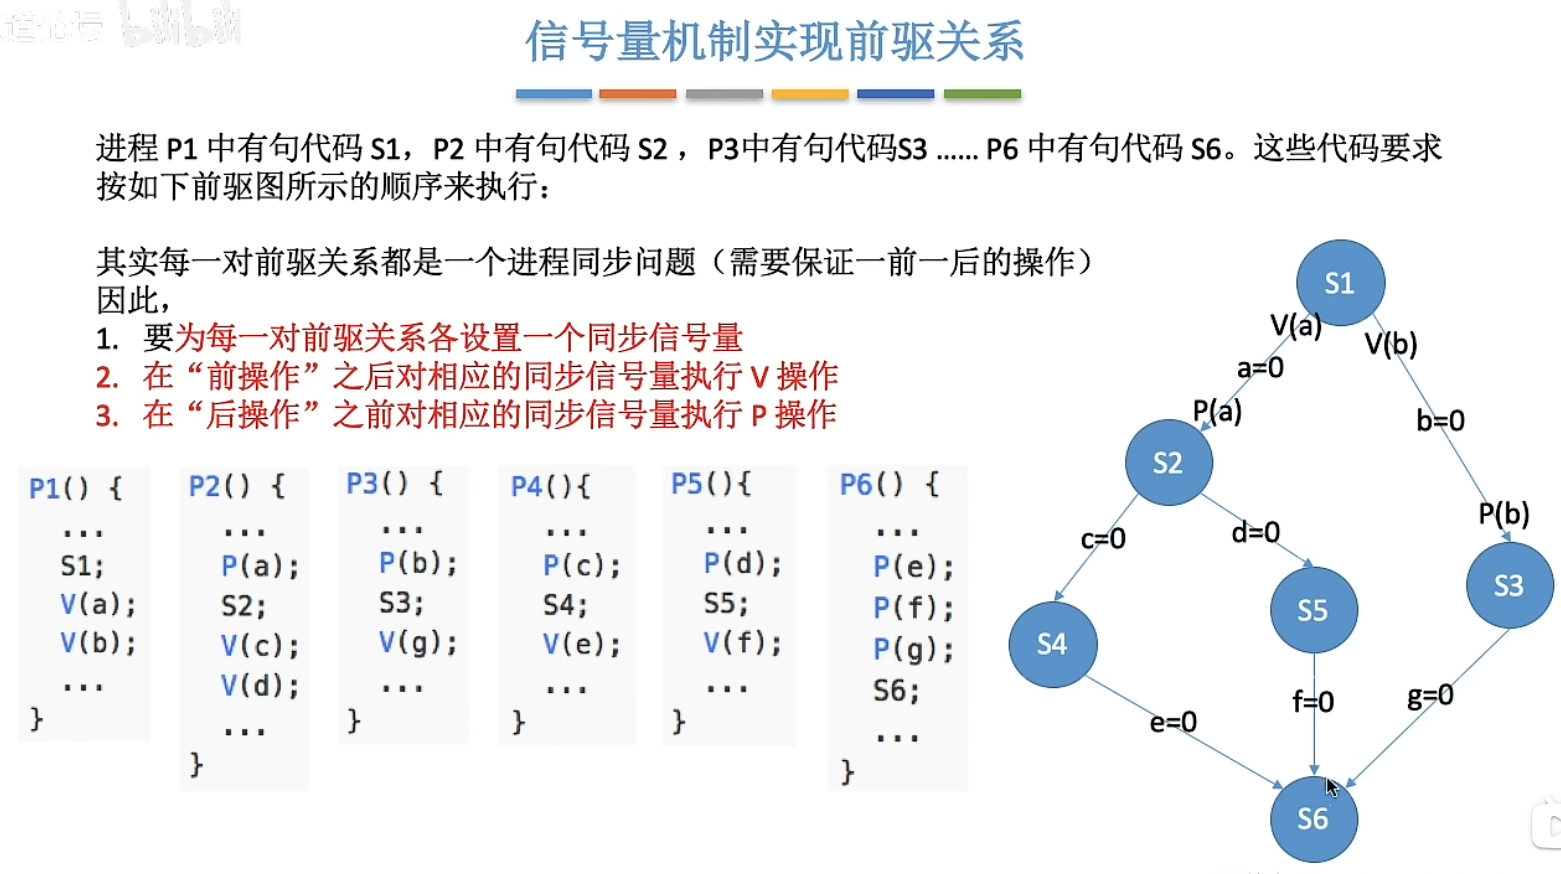 道论坛 bilibili
信号量机制实现前驱关系
进程 P1 中有句代码 S1，P2 中有句代码 S2 ，P3中有句代码S3 …… P6 中有句代码 S6。这些代码要求
按如下前驱图所示的顺序来执行：
其实每一对前驱关系都是一个进程同步问题（需要保证一前一后的操作）
因此，
1. 要为每一对前驱关系各设置一个同步信号量
2. 在“前操作”之后对相应的同步信号量执行 V 操作
3. 在“后操作”之前对相应的同步信号量执行 P 操作
P1() {
...
S1;
V(a);
V(b);
...
}
P2() {
...
P(a);
S2;
V(c);
V(d);
...
}
P3() {
...
P(b);
S3;
V(g);
...
}
P4(){
...
P(c);
S4;
V(e);
...
}
P5(){
...
P(d);
S5;
V(f);
...
}
P6() {
...
P(e);
P(f);
P(g);
S6;
...
}
S1
V(a)
V(b)
a=0
P(a)
b=0
S2
P(b)
c=0
d=0
S3
S5
S4
f=0
g=0
e=0
S6